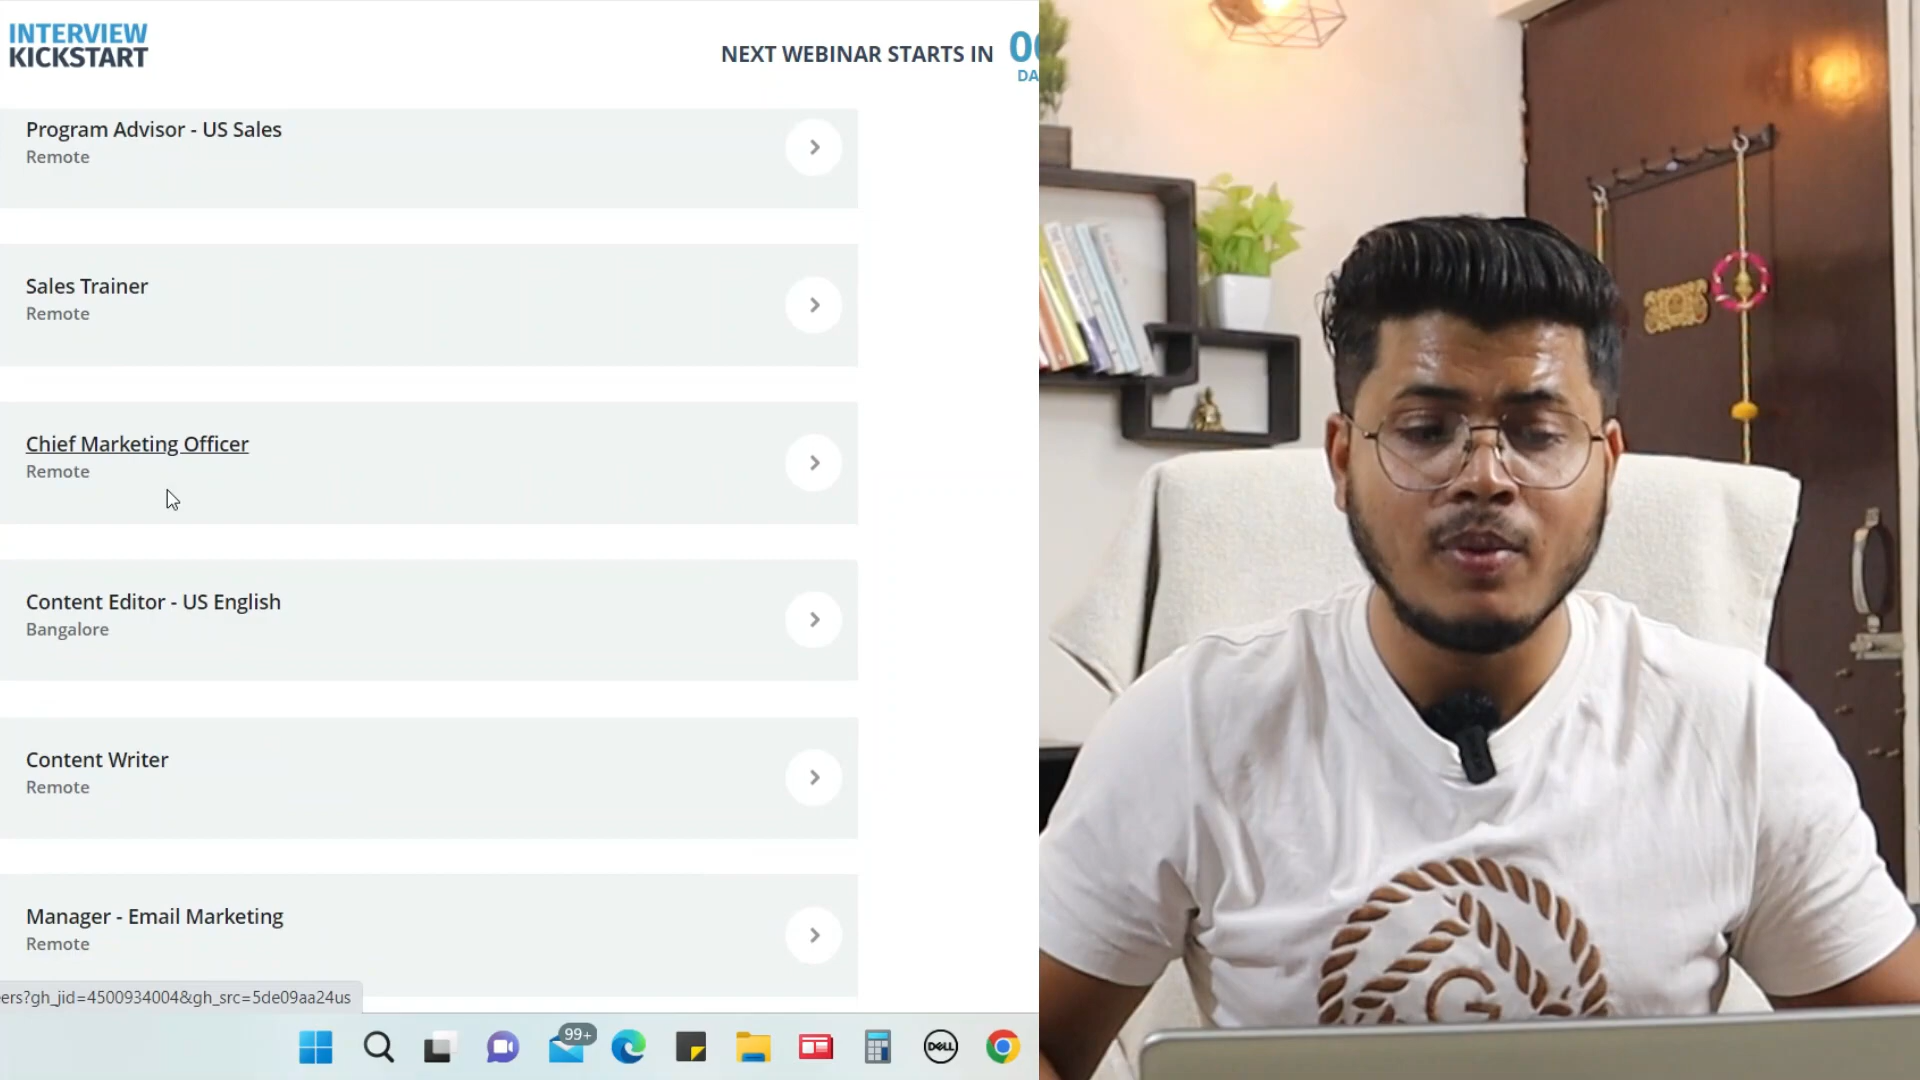 INTERVIEW
KICKSTART
NEXT WEBINAR STARTS IN
Program Advisor - US Sales
Remote
Sales Trainer
Remote
Chief Marketing Officer
Remote
Content Editor - US English
Bangalore
Content Writer
Remote
Manager - Email Marketing
Remote
ers?gh_jid=4500934004&gh_src=5de09aa24us
99+
DELL
G